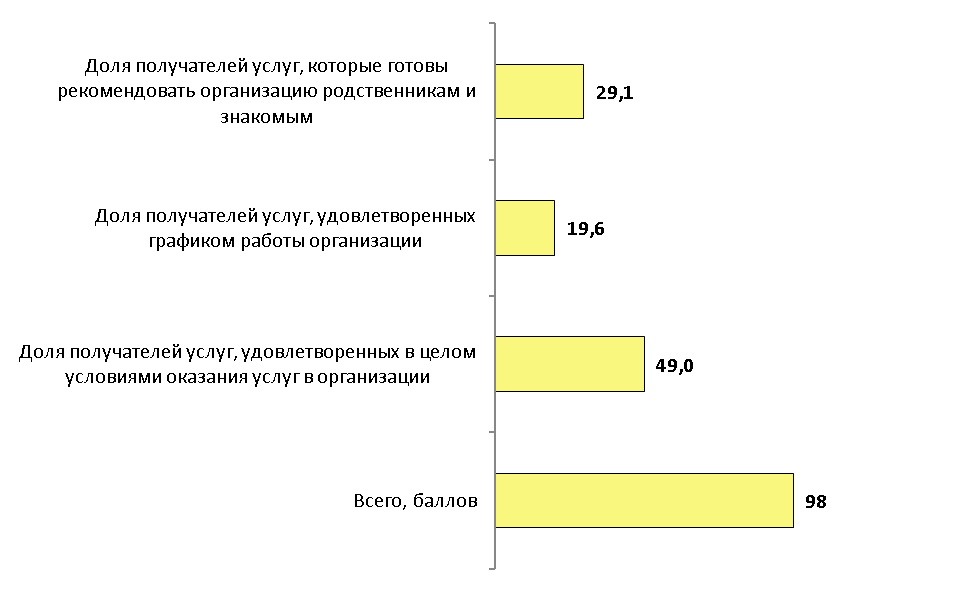 Доля получателей услуг, которые готовы
рекомендовать организацию родственникам и
знакомым
29,1
Доля получателей услуг, удовлетворенных
графиком работы организации
19,6
Доля получателей услуг, удовлетворенных в целом
условиями оказания услуг в организации
49,0
Всего, баллов
98